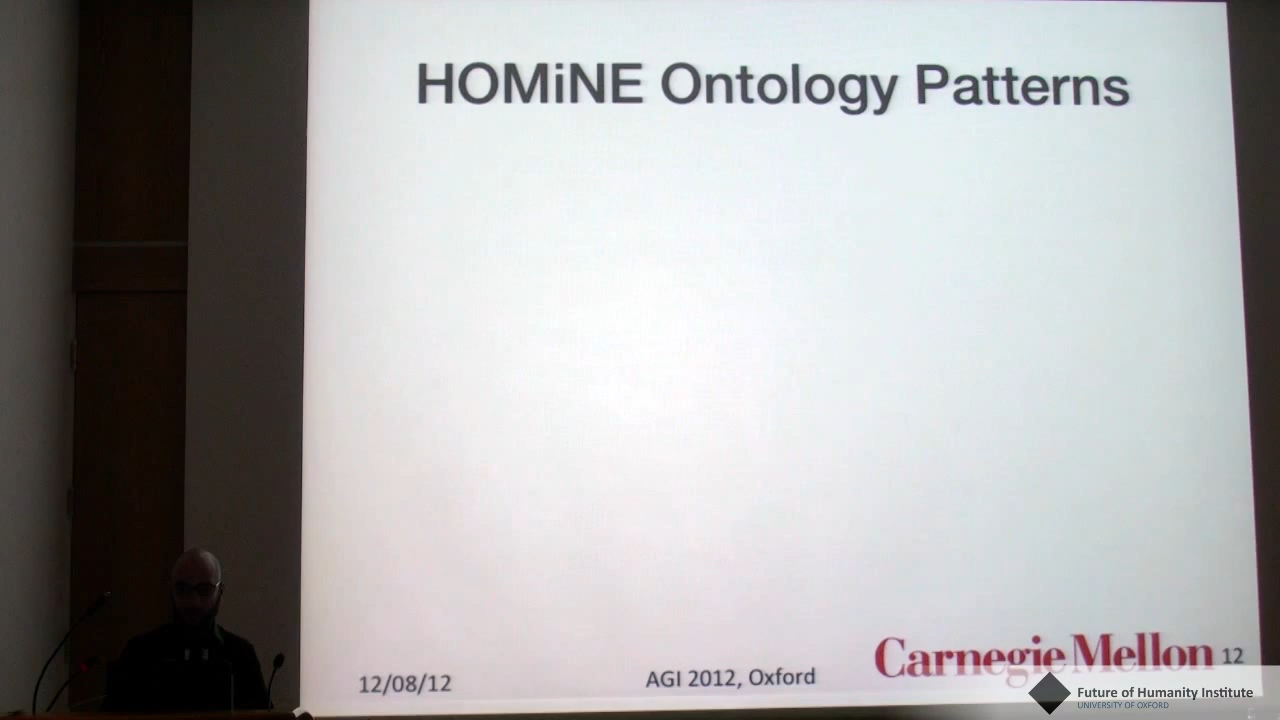 HOMiNE Ontology Patterns
12/08/12
AGI 2012, Oxford
Carnegie Mellon
12
Future of Humanity Institute
UNIVERSITY OF OXFORD